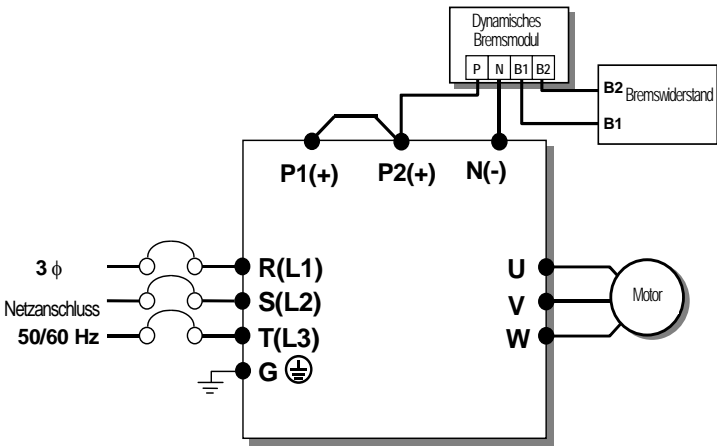 Dynamisches
Bremsmodul
P N B1 B2
B2 Bremswiderstand
B1
P1(+) P2(+) N(-)
3 ϕ
R(L1)
U
Netzanschluss
S(L2)
V
Motor
50/60 Hz
T(L3)
W
G